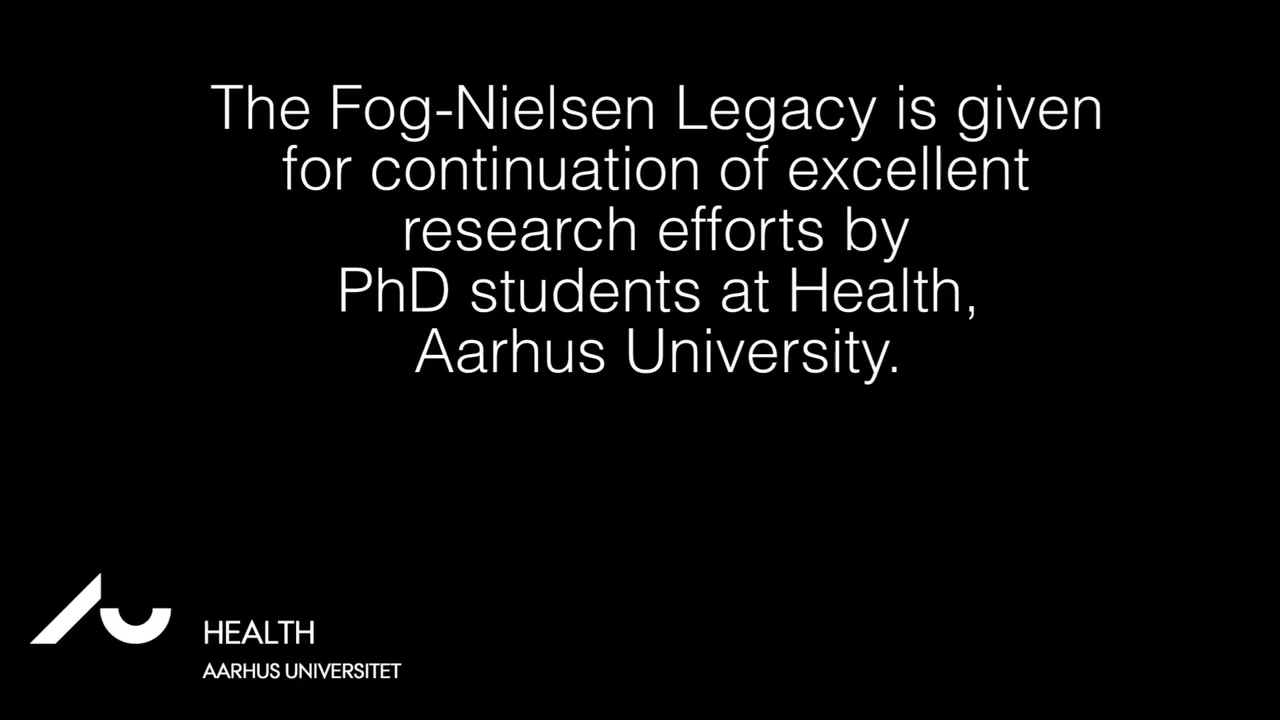 The Fog-Nielsen Legacy is given
for continuation of excellent
research efforts by
PhD students at Health,
Aarhus University.
HEALTH
AARHUS UNIVERSITET